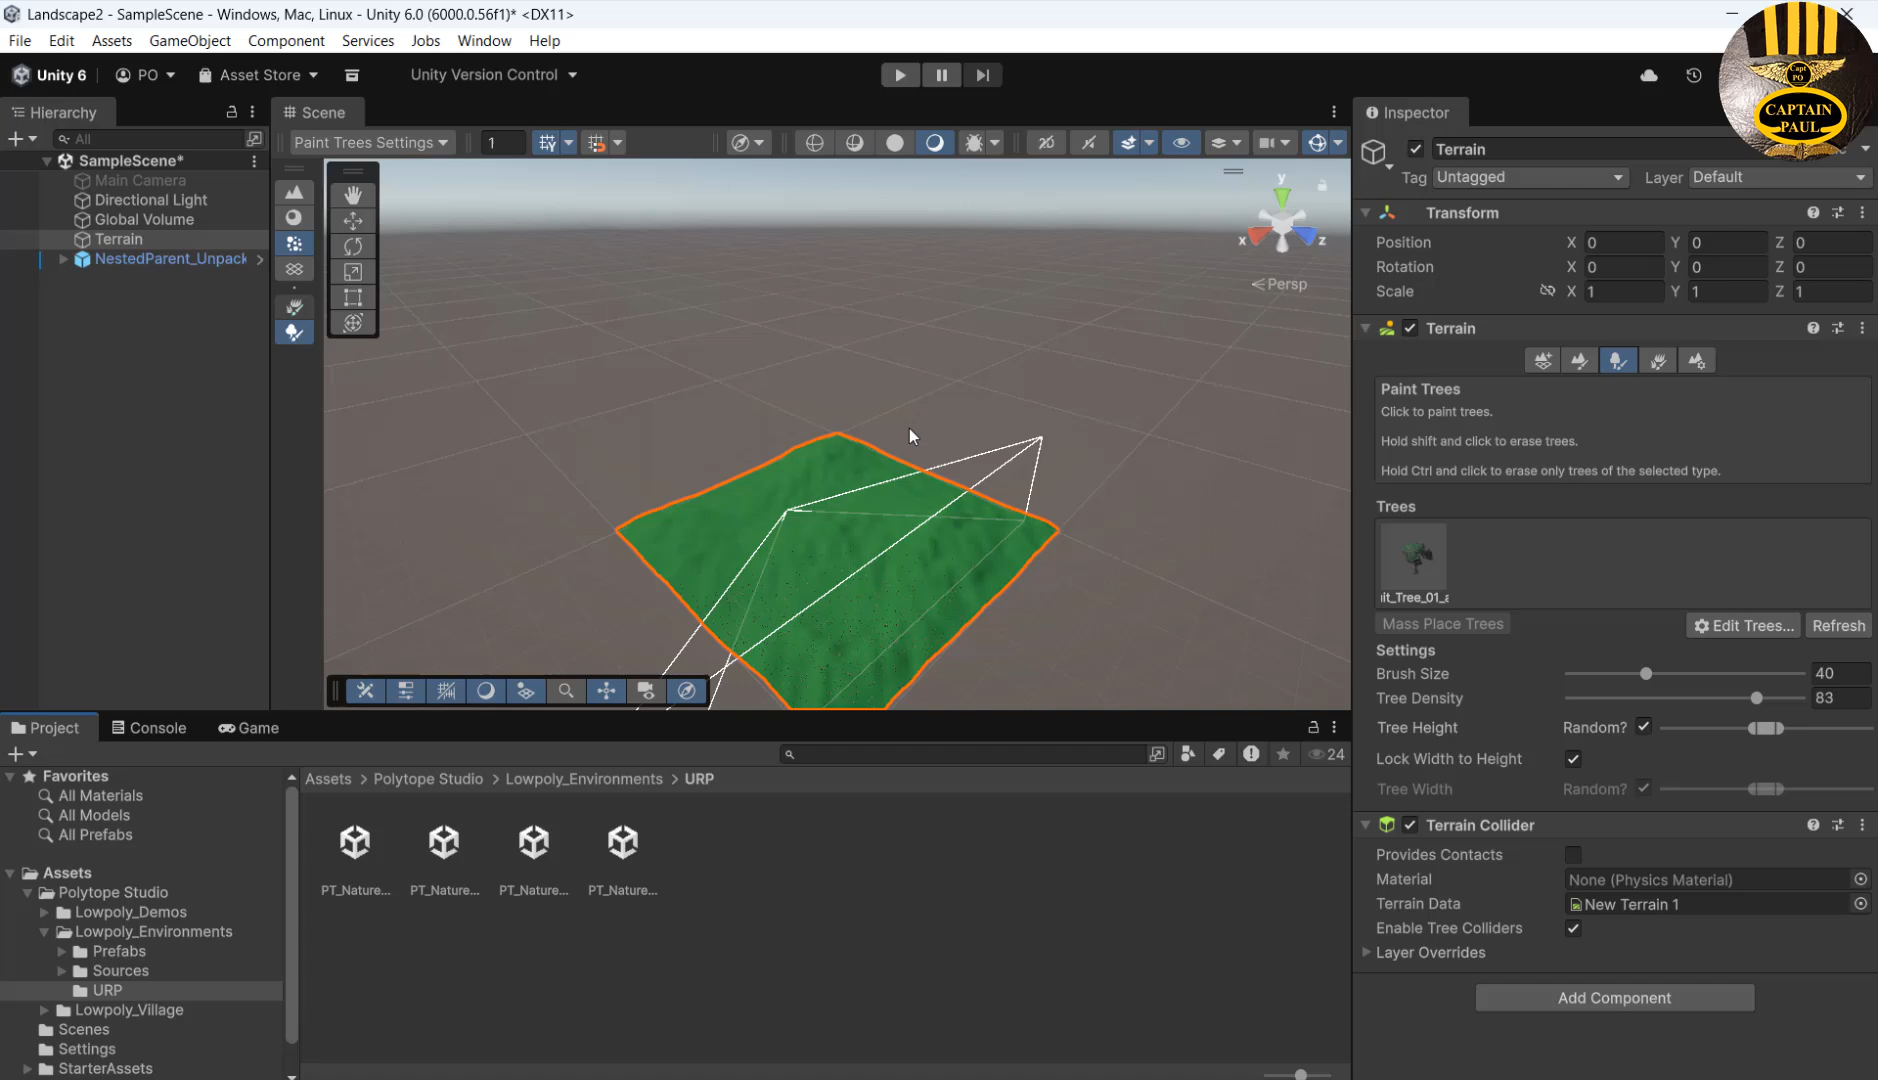 Landscape2 - SampleScene - Windows, Mac, Linux - Unity 6.0 (6000.0.56f1)* <DX11>
File Edit Assets GameObject Component Services Jobs Window Help
Unity 6 PO Asset Store Unity Version Control
Capt PO
CAPTAIN PAUL
Hierarchy
All
SampleScene*
Main Camera
Directional Light
Global Volume
Terrain
NestedParent_Unpack
Scene
Paint Trees Settings 1
y
x z
Persp
Inspector
Terrain
Tag Untagged Layer Default
Transform
Position X 0 Y 0 Z 0
Rotation X 0 Y 0 Z 0
Scale X 1 Y 1 Z 1
Terrain
Paint Trees
Click to paint trees.
Hold shift and click to erase trees.
Hold Ctrl and click to erase only trees of the selected type.
Trees
it_Tree_01_a
Mass Place Trees Edit Trees... Refresh
Settings
Brush Size 40
Tree Density 83
Tree Height Random?
Lock Width to Height
Tree Width Random?
Terrain Collider
Provides Contacts
Material None (Physics Material)
Terrain Data New Terrain 1
Enable Tree Colliders
Layer Overrides
Add Component
Project Console Game
24
Favorites
All Materials
All Models
All Prefabs
Assets
Polytope Studio
Lowpoly_Demos
Lowpoly_Environments
Prefabs
Sources
URP
Lowpoly_Village
Scenes
Settings
StarterAssets
Assets > Polytope Studio > Lowpoly_Environments > URP
PT_Nature... PT_Nature... PT_Nature... PT_Nature...